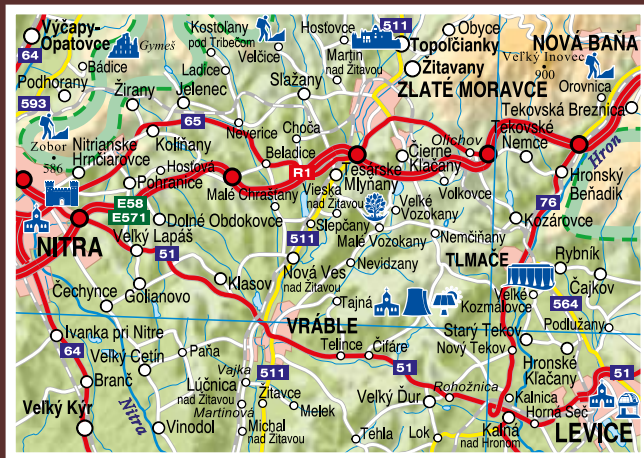 Výčapy-
Opatovce
64
Gýmeš
Bádice
Podhorany
593
Kostoľany
pod Tribečom
Ladice
Velčice
Hosťovce
Martin
nad Žitavou
511
Obyce
Topoľčianky
Žitavany
ZLATÉ MORAVCE
NOVÁ BAŇA
Veľký Inovec
900
Orovnica
Tekovská Breznica
Žirany
Jelenec
Slažany
65
Neverice
Choča
Beladice
Zobor
586
Nitrianske
Hrnčiarovce
Kolíňany
Hosťová
Pohranice
Malé Chrašťany
R1
Tesárske
Mlyňany
Čierne
Kľačany
Olichov
Tekovské
Nemce
Hron
Hronský
Beňadik
76
Vieska
nad Žitavou
Volkovce
E58
E571
Dolné Obdokovce
Slepčany
Veľké
Vozokany
Malé Vozokany
Nemčiňany
Kozárovce
NITRA
Veľký Lapáš
51
511
Nová Ves
nad Žitavou
Nevidzany
TLMAČE
Rybník
Čajkov
Klasov
Golianovo
Čechynce
Tajná
Veľké
Kozmálovce
564
Podlužany
Ivanka pri Nitre
VRÁBLE
Starý Tekov
Nový Tekov
64
Veľký Cetín
Paňa
Telince
Čifáre
Hronské
Kľačany
Branč
Vajka
Lúčnica
nad Žitavou
Martinová
511
Žitavce
Melek
51
Rohožnica
Veľký Ďur
Kalnica
51
Horná Seč
Veľký Kýr
Nitra
Vinodol
Michal
nad Žitavou
Tehla
Lok
Kalná
nad Hronom
LEVICE